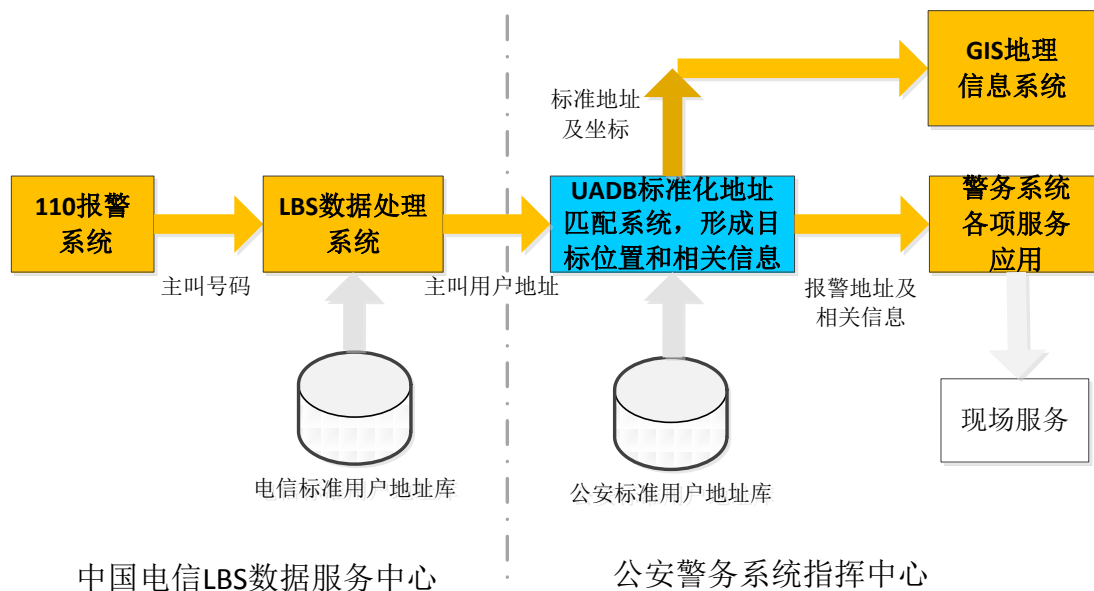 GIS地理
信息系统
标准地址
及坐标
110报警
系统
LBS数据处理
系统
UADB标准化地址
匹配系统，形成目
标位置和相关信息
警务系统
各项服务
应用
主叫号码
主叫用户地址
报警地址及
相关信息
现场服务
电信标准用户地址库
公安标准用户地址库
中国电信LBS数据服务中心
公安警务系统指挥中心